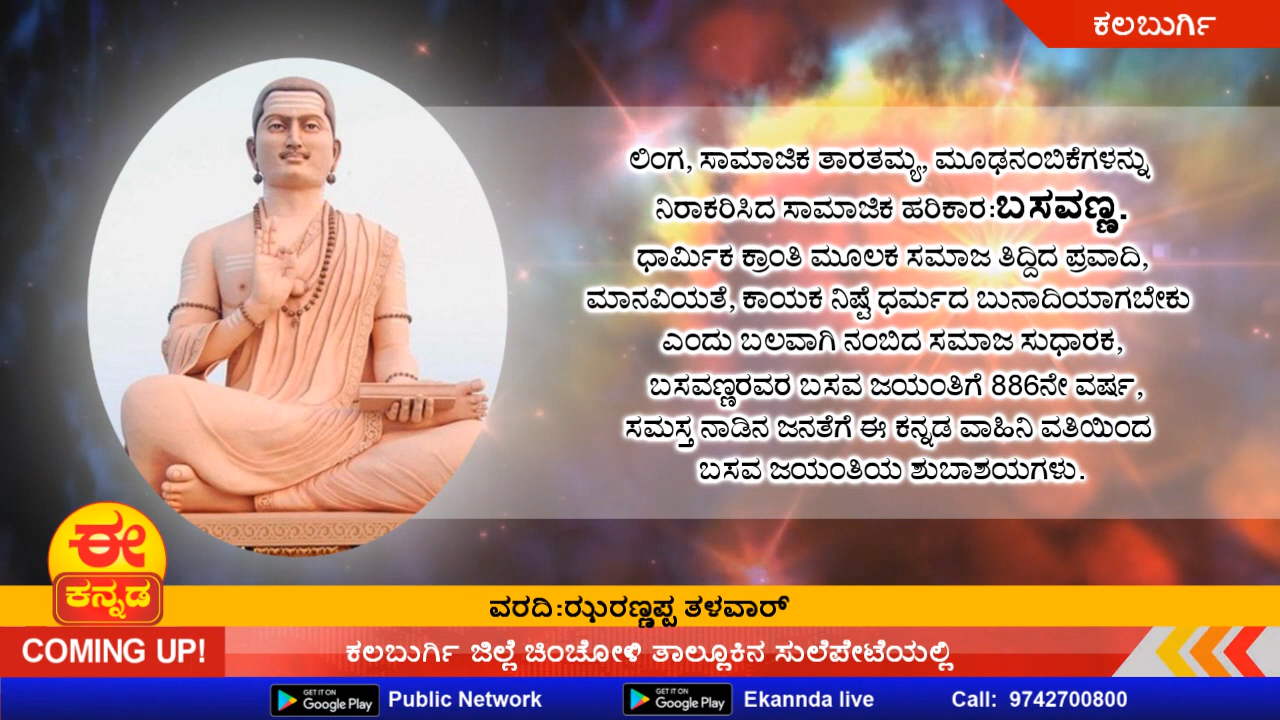 ಕಲಬುರ್ಗಿ
ಲಿಂಗ, ಸಾಮಾಜಿಕ ತಾರತಮ್ಯ, ಮೂಢನಂಬಿಕೆಗಳನ್ನು
ನಿರಾಕರಿಸಿದ ಸಾಮಾಜಿಕ ಹರಿಕಾರ:ಬಸವಣ್ಣ.
ಧಾರ್ಮಿಕ ಕ್ರಾಂತಿ ಮೂಲಕ ಸಮಾಜ ತಿದ್ದಿದ ಪ್ರವಾದಿ,
ಮಾನವಿಯತೆ, ಕಾಯಕ ನಿಷ್ಟೆ ಧರ್ಮದ ಬುನಾದಿಯಾಗಬೇಕು
ಎಂದು ಬಲವಾಗಿ ನಂಬಿದ ಸಮಾಜ ಸುಧಾರಕ,
ಬಸವಣ್ಣರವರ ಬಸವ ಜಯಂತಿಗೆ 886ನೇ ವರ್ಷ,
ಸಮಸ್ತ ನಾಡಿನ ಜನತೆಗೆ ಈ ಕನ್ನಡ ವಾಹಿನಿ ವತಿಯಿಂದ
ಬಸವ ಜಯಂತಿಯ ಶುಬಾಶಯಗಳು.
ಈ
ಕನ್ನಡ
ವರದಿ:ಝರಣ್ಣಪ್ಪ ತಳವಾರ್
COMING UP! ಕಲಬುರ್ಗಿ ಜಿಲ್ಲೆ ಚಿಂಚೋಳಿ ತಾಲ್ಲೂಕಿನ ಸುಲೆಪೇಟೆಯಲ್ಲಿ
GET IT ON Google Play Public Network GET IT ON Google Play Ekannda live Call: 9742700800